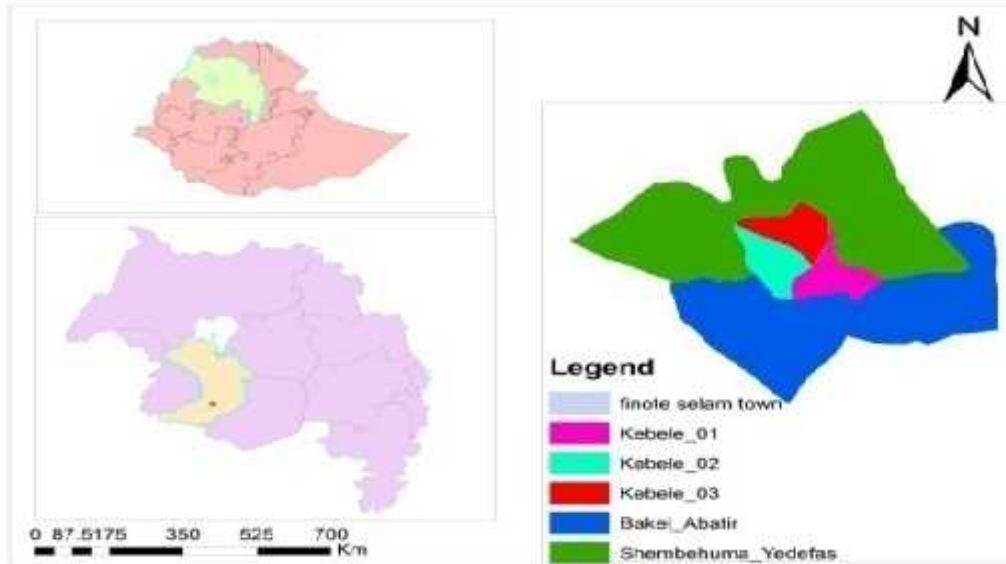 N
Legend
finote selam town
Kebele_01
Kebele_02
Kebele_03
Bakel_Abatir
Shembehuma_Yedefas
0 87.5175 350 525 700
Km